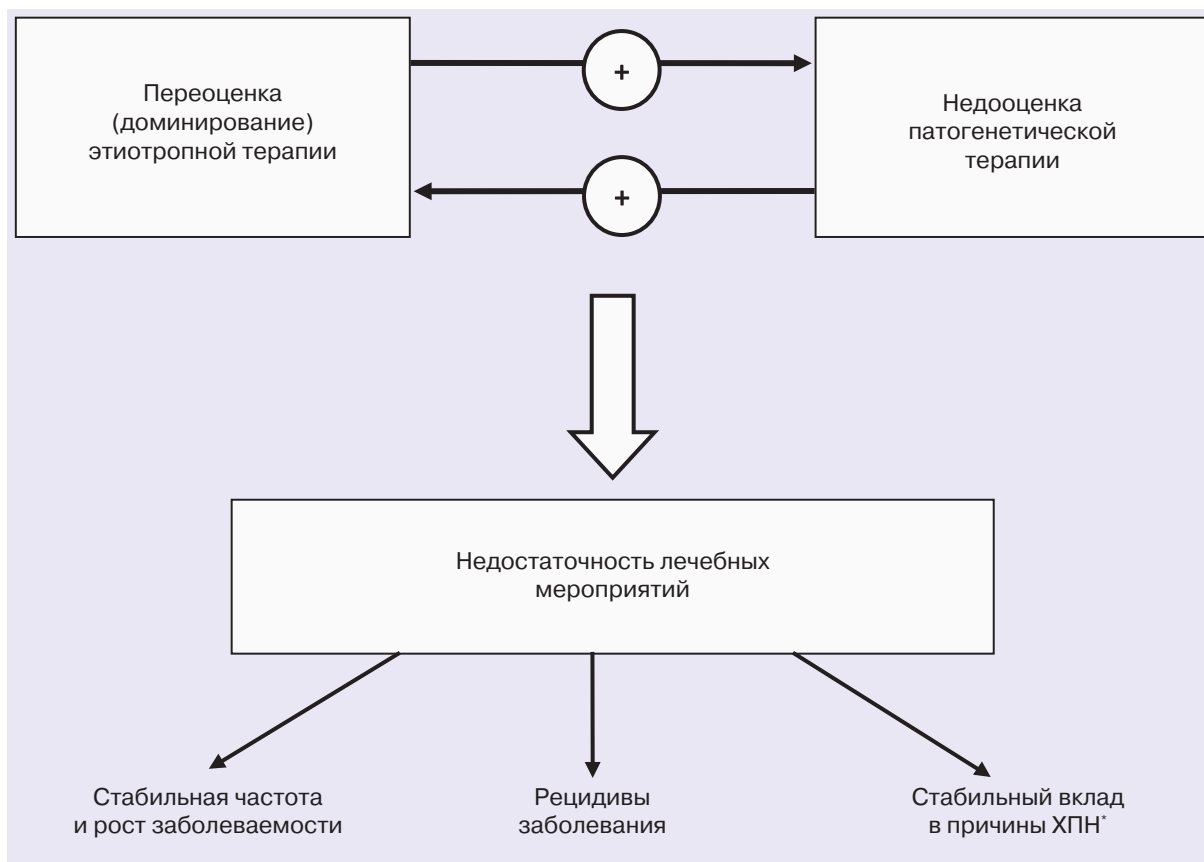 Переоценка
(доминирование)
этиотропной терапии
+
Недооценка
патогенетической
терапии
+
Недостаточность лечебных
мероприятий
Стабильная частота
и рост заболеваемости
Рецидивы
заболевания
Стабильный вклад
в причины ХПН*